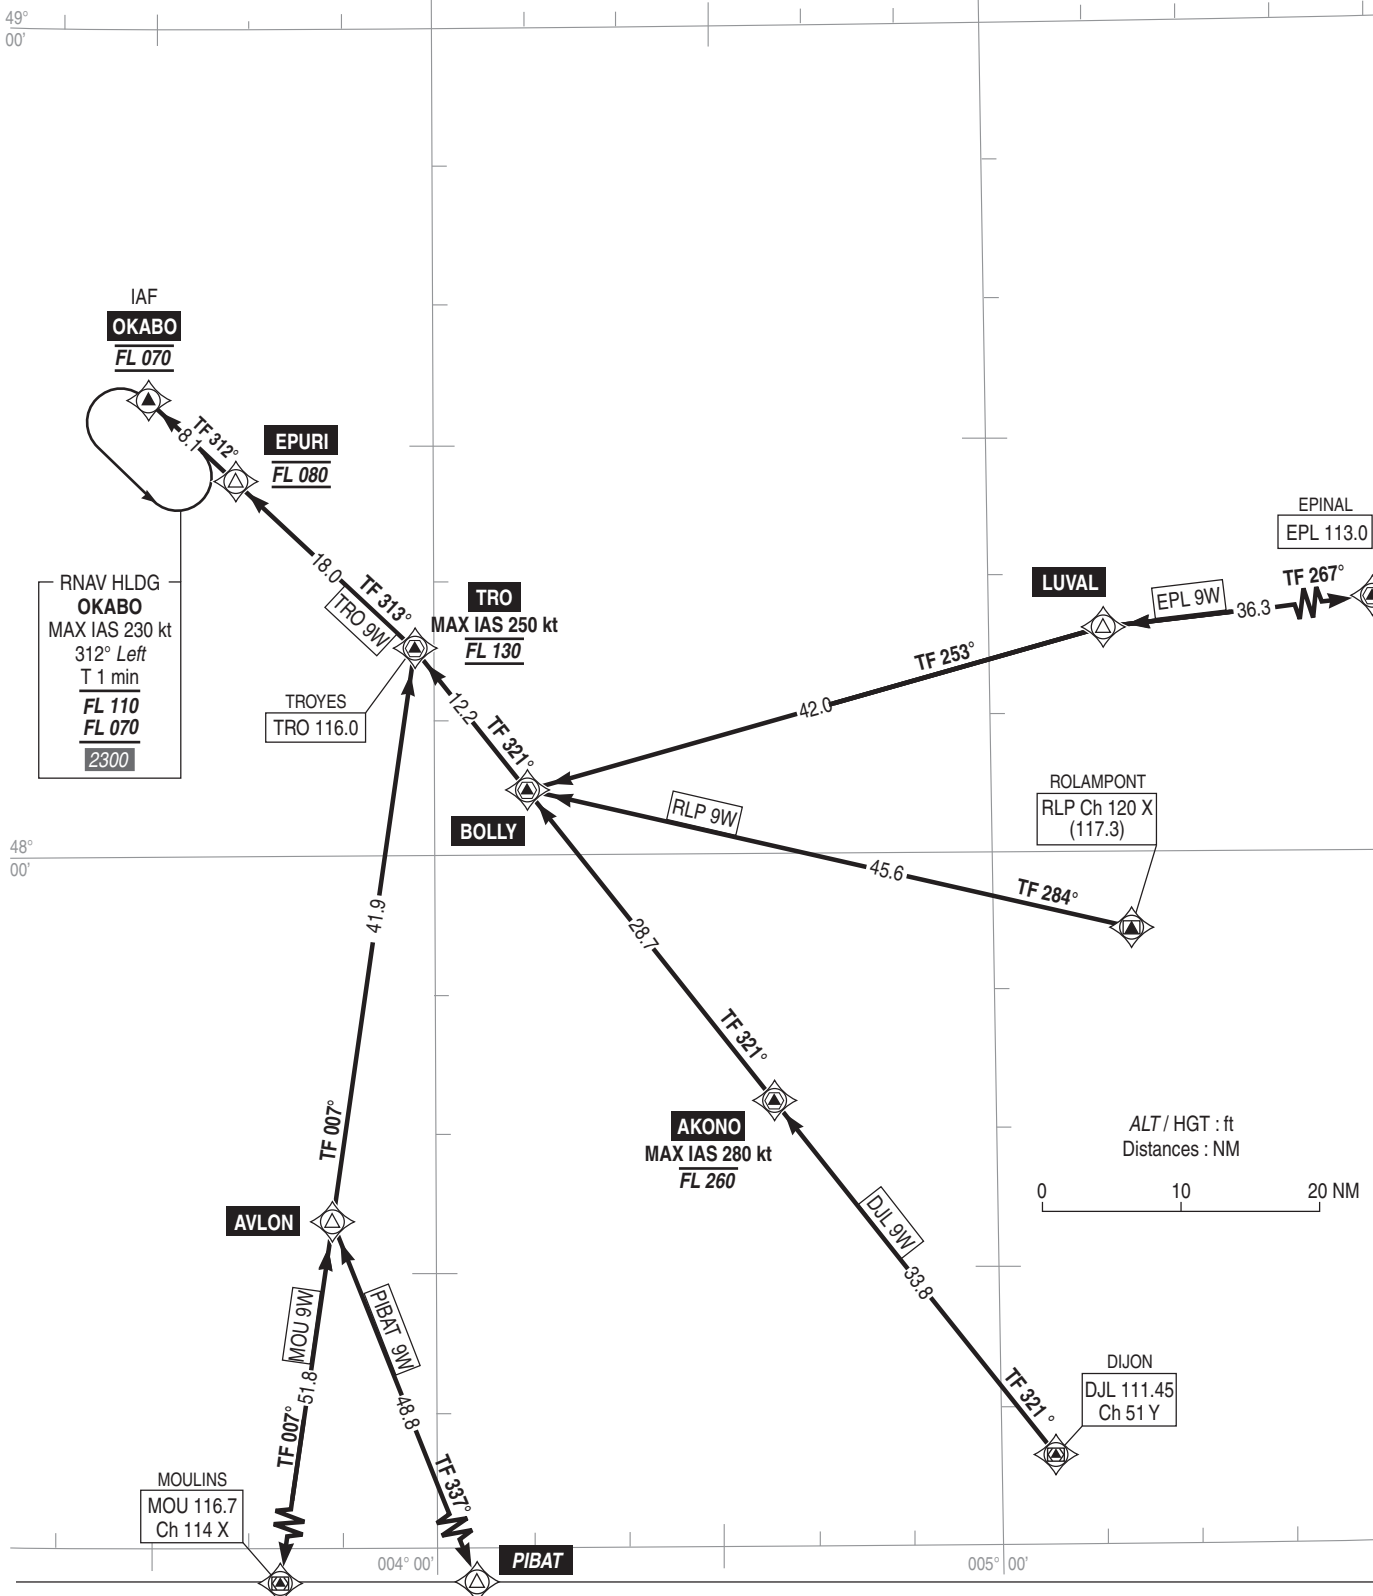 49°
00'
IAF
OKABO
FL 070
TF 312°
8.1
EPURI
FL 080
18.0
TF 313°
TRO 9W
TRO
MAX IAS 250 kt
FL 130
RNAV HLDG
OKABO
MAX IAS 230 kt
312° Left
T 1 min
FL 110
FL 070
2300
TROYES
TRO 116.0
12.2
TF 321°
BOLLY
EPINAL
EPL 113.0
LUVAL
EPL 9W
36.3
TF 267°
TF 253°
42.0
ROLAMPONT
RLP Ch 120 X
(117.3)
RLP 9W
45.6
TF 284°
48°
00'
41.9
28.7
TF 321°
TF 007°
AKONO
MAX IAS 280 kt
FL 260
ALT / HGT : ft
Distances : NM
0 10 20 NM
AVLON
DJL 9W
33.8
MOU 9W
PIBAT 9W
51.8
48.8
TF 007°
TF 337°
TF 321 °
DIJON
DJL 111.45
Ch 51 Y
MOULINS
MOU 116.7
Ch 114 X
004° 00'
PIBAT
005° 00'